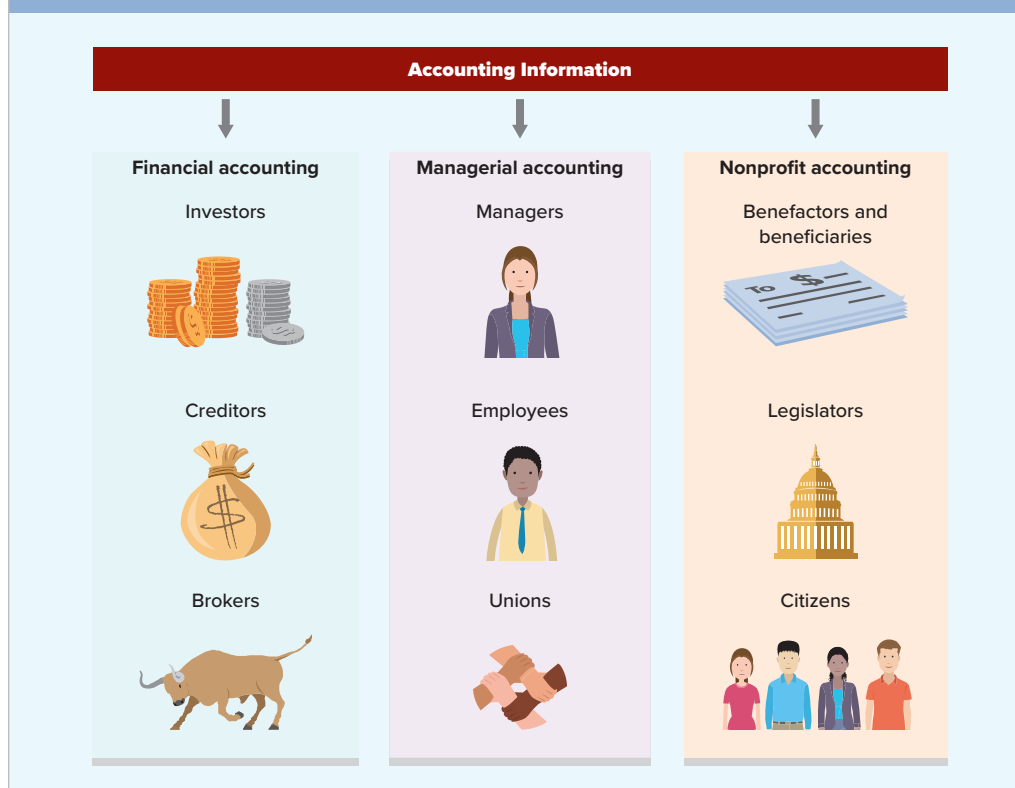 Accounting Information
Financial accounting
Investors
Creditors
Brokers
Managerial accounting
Managers
Employees
Unions
Nonprofit accounting
Benefactors and
beneficiaries
To $
Legislators
Citizens
$